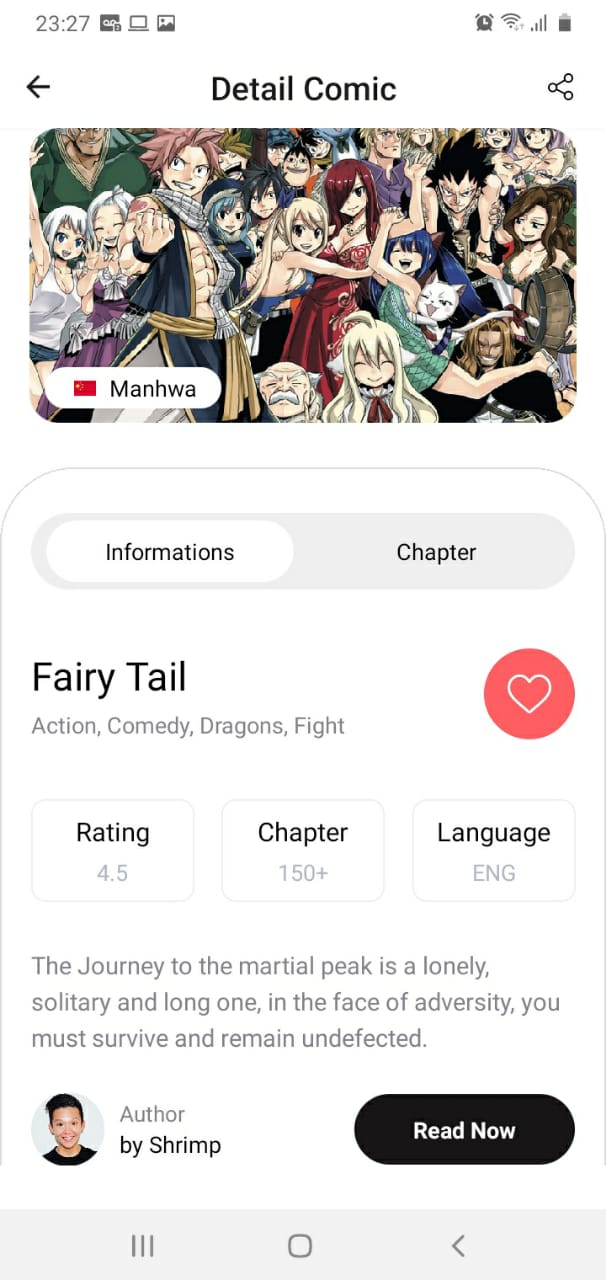 23:27
Detail Comic
Manhwa
Informations
Chapter
Fairy Tail
Action, Comedy, Dragons, Fight
Rating
Chapter
Language
4.5
150+
ENG
The Journey to the martial peak is a lonely,
solitary and long one, in the face of adversity, you
must survive and remain undefected.
Author
by Shrimp
Read Now